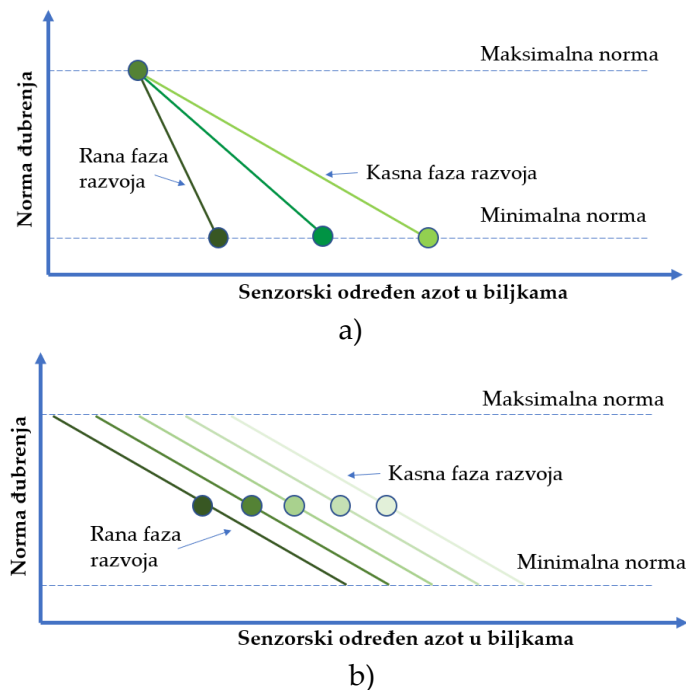 Maksimalna norma
Norma đubrenja
Rana faza
razvoja
Kasna faza razvoja
Minimalna norma
Senzorski određen azot u biljkama
a)
Maksimalna norma
Norma đubrenja
Kasna faza razvoja
Rana faza
razvoja
Minimalna norma
Senzorski određen azot u biljkama
b)